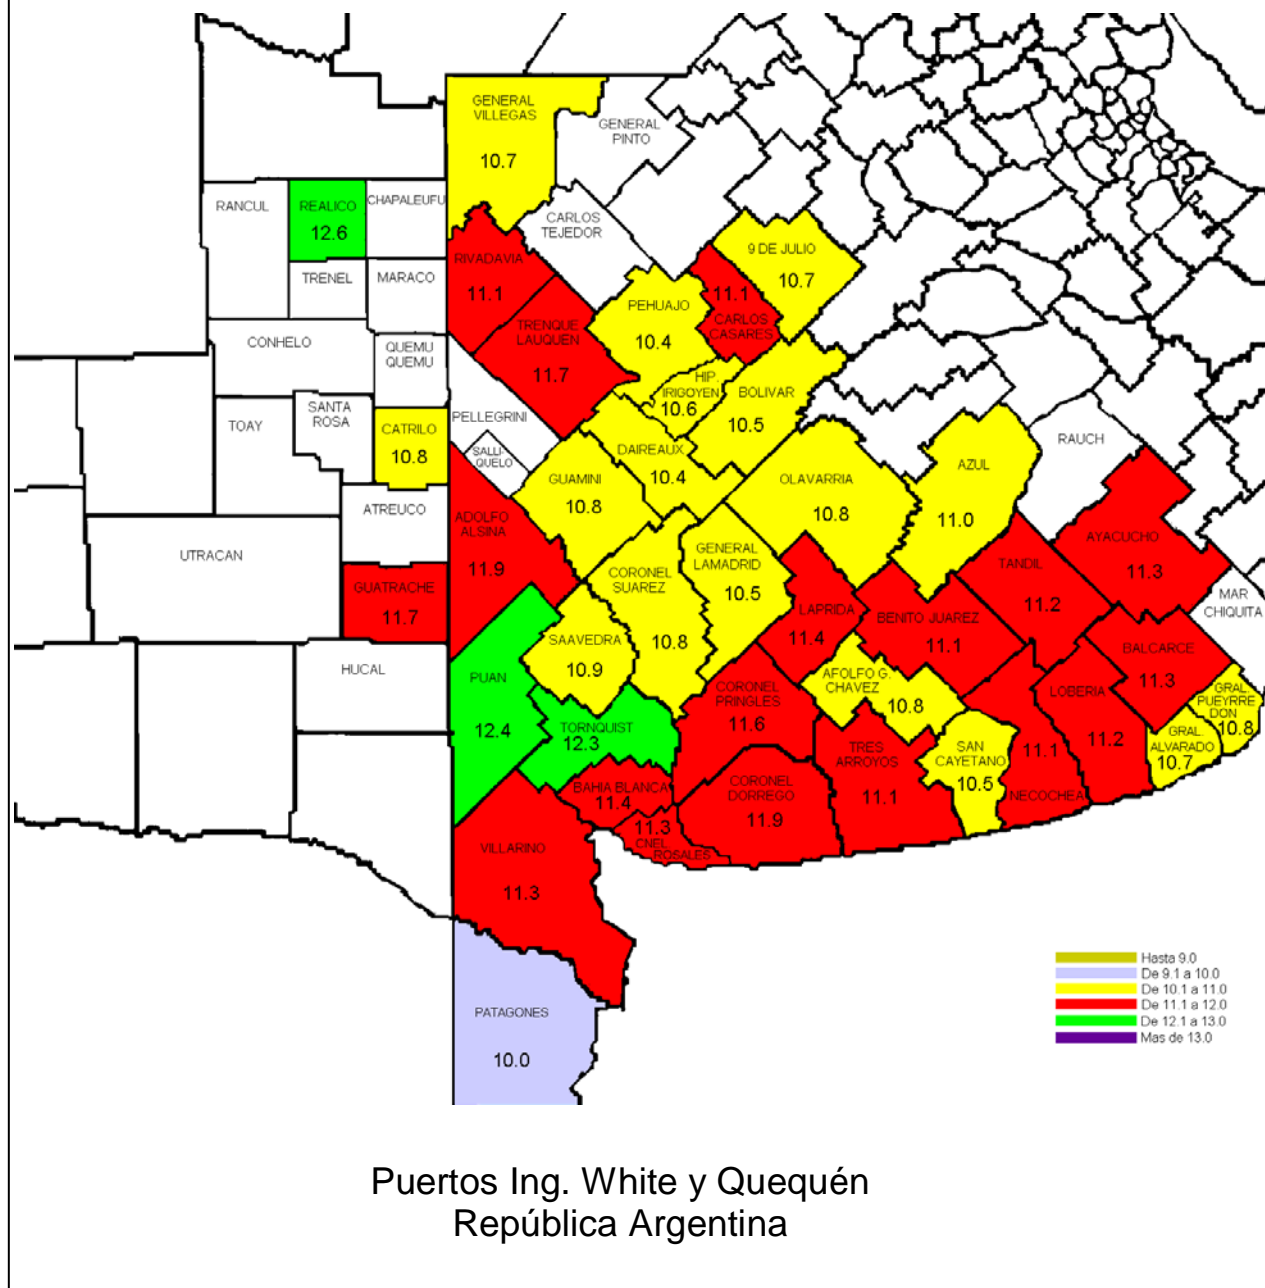 GENERAL
VILLEGAS
10.7
GENERAL
PINTO
RANCUL
REALICO
12.6
CHAPALEUFU
CARLOS
TEJEDOR
RIVADAVIA
11.1
9 DE JULIO
10.7
TRENEL
MARACO
PEHUAJO
10.4
11.1
CARLOS
CASARES
TRENQUE
LAUQUEN
11.7
CONHELO
QUEMU
QUEMU
HIP.
IRIGOYEN
10.6
BOLIVAR
10.5
TOAY
SANTA
ROSA
CATRILO
10.8
PELLEGRINI
SALLI-
QUELO
DAIREAUX
10.4
RAUCH
GUAMINI
10.8
OLAVARRIA
10.8
AZUL
11.0
ATREUCO
ADOLFO
ALSINA
11.9
UTRACAN
AYACUCHO
11.3
GENERAL
LAMADRID
10.5
CORONEL
SUAREZ
10.8
TANDIL
11.2
GUATRACHE
11.7
LAPRIDA
11.4
BENITO JUAREZ
11.1
MAR
CHIQUITA
SAAVEDRA
10.9
BALCARCE
11.3
HUCAL
PUAN
12.4
AFOLFO G.
CHAVEZ
10.8
CORONEL
PRINGLES
11.6
LOBERIA
11.2
GRAL.
PUEYRRE
DON
10.8
TORNQUIST
12.3
GRAL.
ALVARADO
10.7
TRES
ARROYOS
11.1
SAN
CAYETANO
10.5
11.1
NECOCHEA
BAHIA BLANCA
11.4
CORONEL
DORREGO
11.9
11.3
CNEL.
ROSALES
VILLARINO
11.3
PATAGONES
10.0
Hasta 9.0
De 9.1 a 10.0
De 10.1 a 11.0
De 11.1 a 12.0
De 12.1 a 13.0
Mas de 13.0
Puertos Ing. White y Quequén
República Argentina